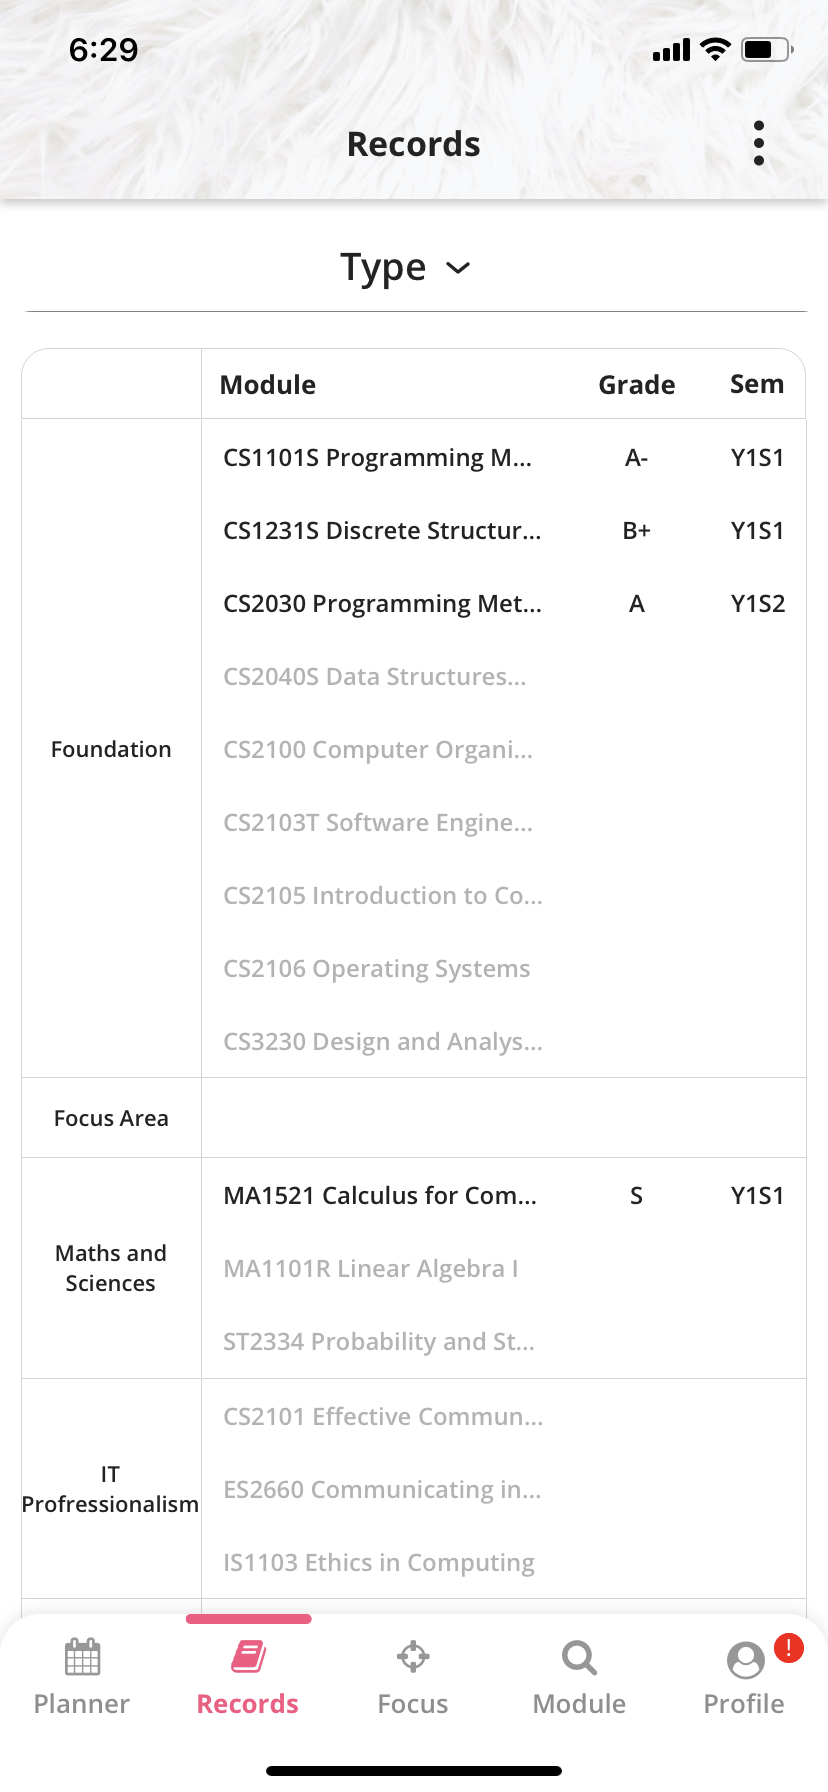 6:29
Records
Type
Module Grade Sem
CS1101S Programming M... A- Y1S1
CS1231S Discrete Structur... B+ Y1S1
CS2030 Programming Met... A Y1S2
CS2040S Data Structures...
Foundation
CS2100 Computer Organi...
CS2103T Software Engine...
CS2105 Introduction to Co...
CS2106 Operating Systems
CS3230 Design and Analys...
Focus Area
MA1521 Calculus for Com... S Y1S1
Maths and
Sciences
MA1101R Linear Algebra I
ST2334 Probability and St...
IT
Profressionalism
CS2101 Effective Commun...
ES2660 Communicating in...
IS1103 Ethics in Computing
Planner
Records
Focus
Module
Profile
!